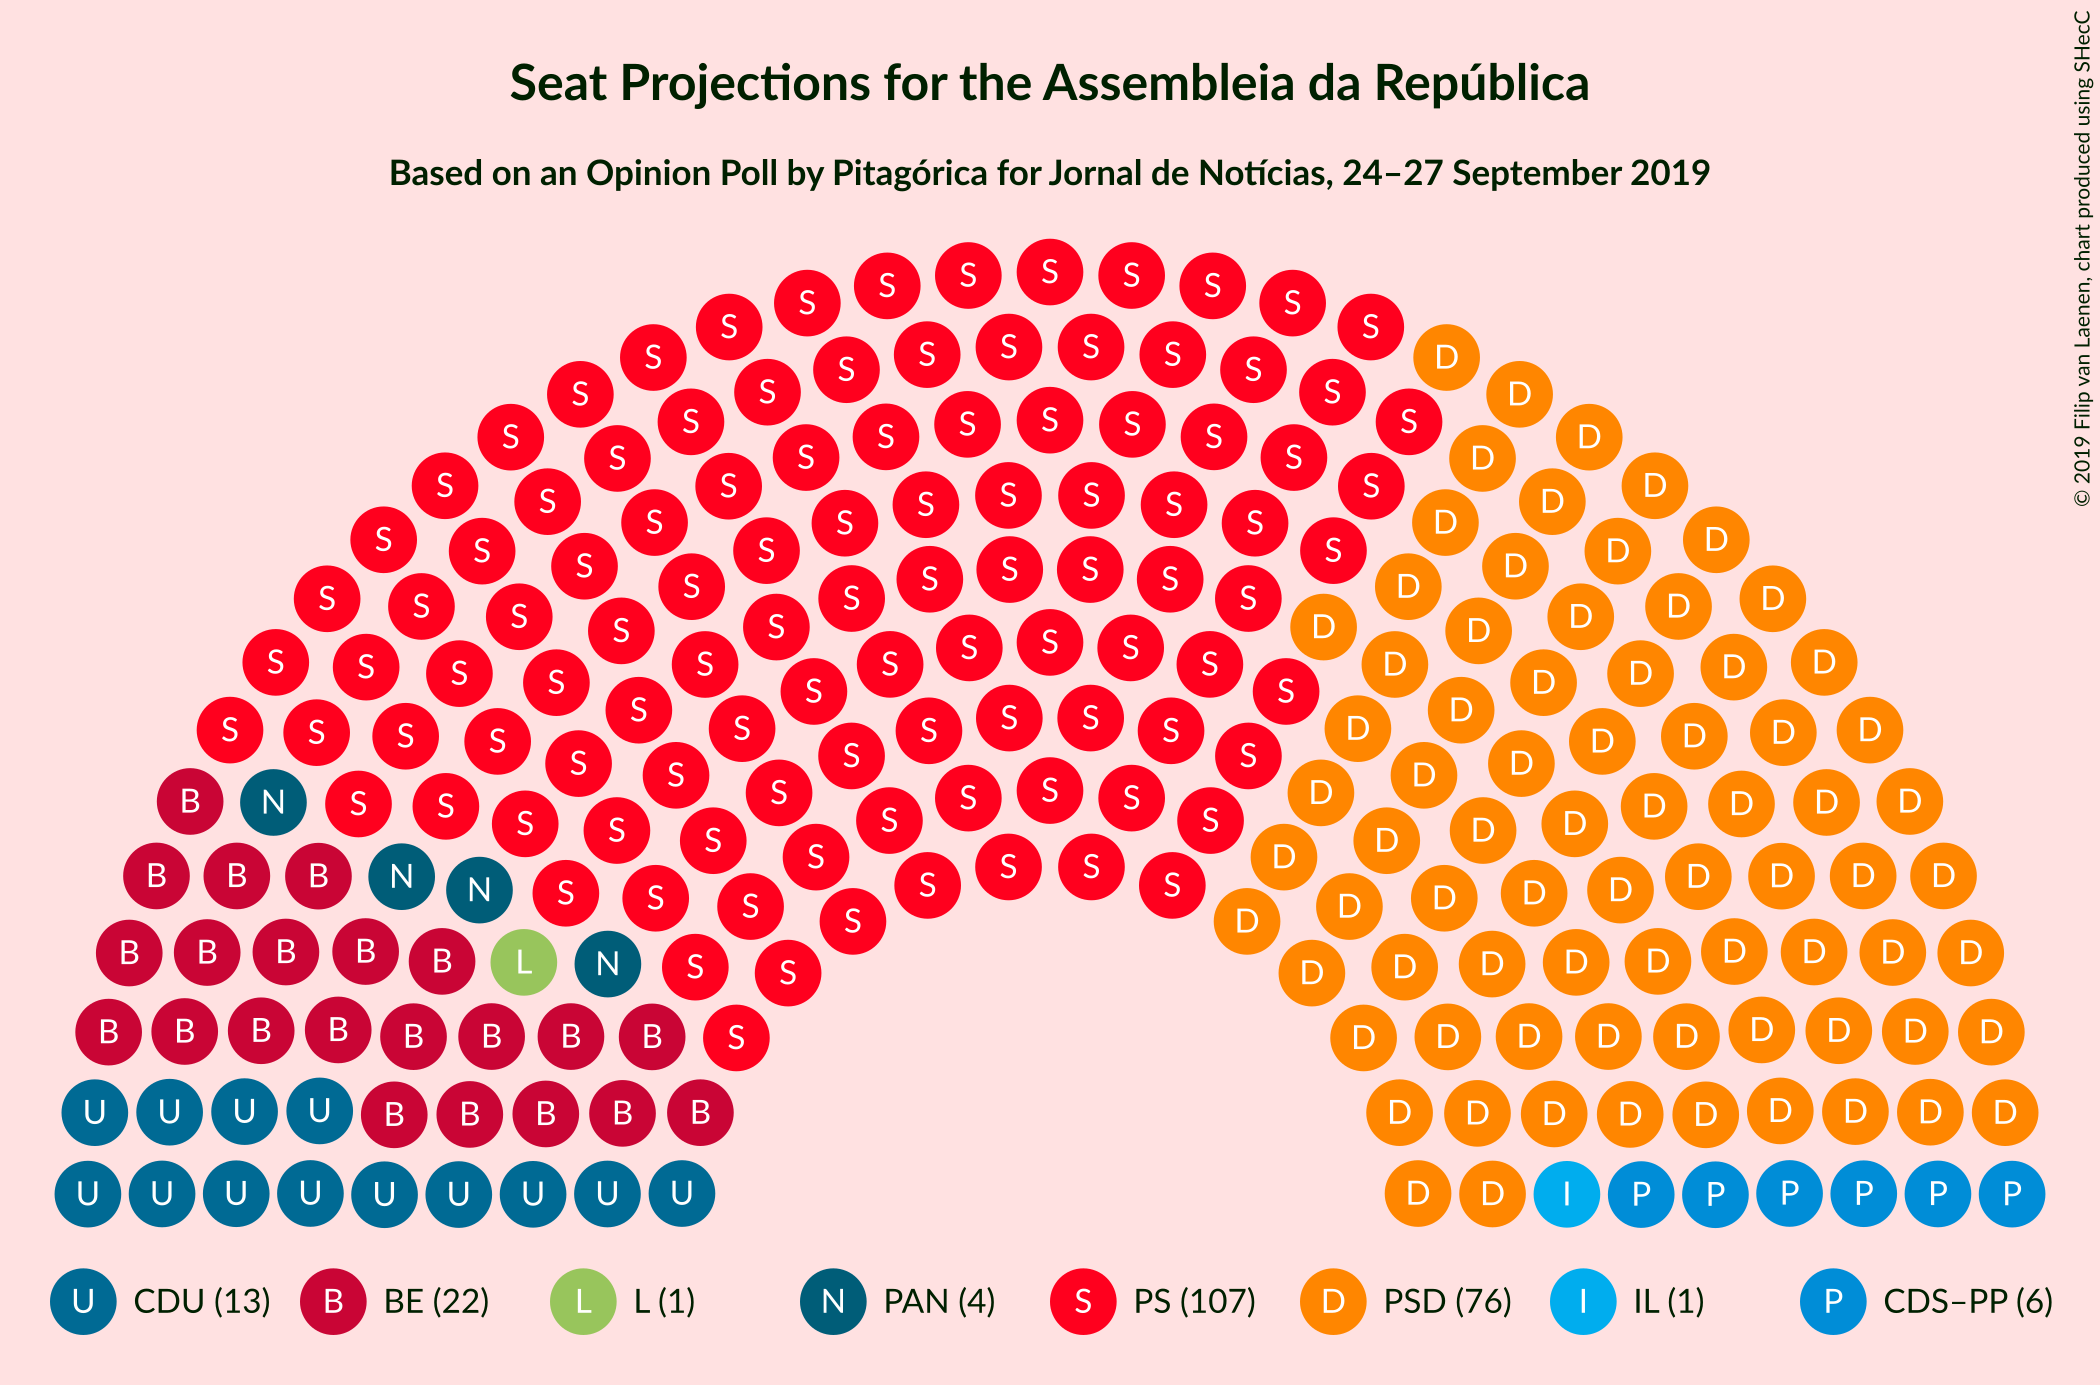 Seat Projections for the Assembleia da República
Based on an Opinion Poll by Pitagórica for Jornal de Notícias, 24–27 September 2019
© 2019 Filip van Laenen, chart produced using SHecC
S S S S S S S S S S S D D
S S S S S S S S S S S S D D
S S S S S S S S S S S S D D D
S S S S S S S S S S S S D D D D
S S S S S S S S S S S S D D D D D D
S S S S S S S S S S S S S D D D D D D
S S S S S S S S S S S S S D D D D D D D
B N S S S S S S S S S S S D D D D D D D D
B B B N N S S S S S S S S D D D D D D D D D
B B B B B L N S S D D D D D D D D D
B B B B B B B B S D D D D D D D D D
U U U U B B B B B D D D D D D D D D
U U U U U U U U U D D I P P P P P P
U CDU (13) B BE (22) L L (1) N PAN (4) S PS (107) D PSD (76) I IL (1) P CDS–PP (6)